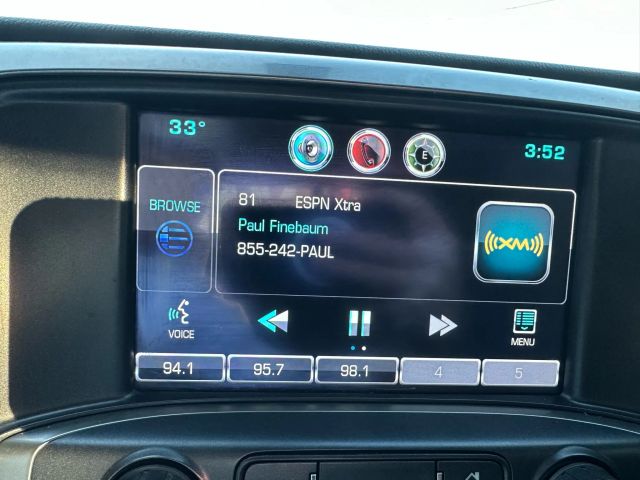 33°
E
3:52
BROWSE
81 ESPN Xtra
Paul Finebaum
855-242-PAUL
XM
VOICE
MENU
94.1
95.7
98.1
4
5